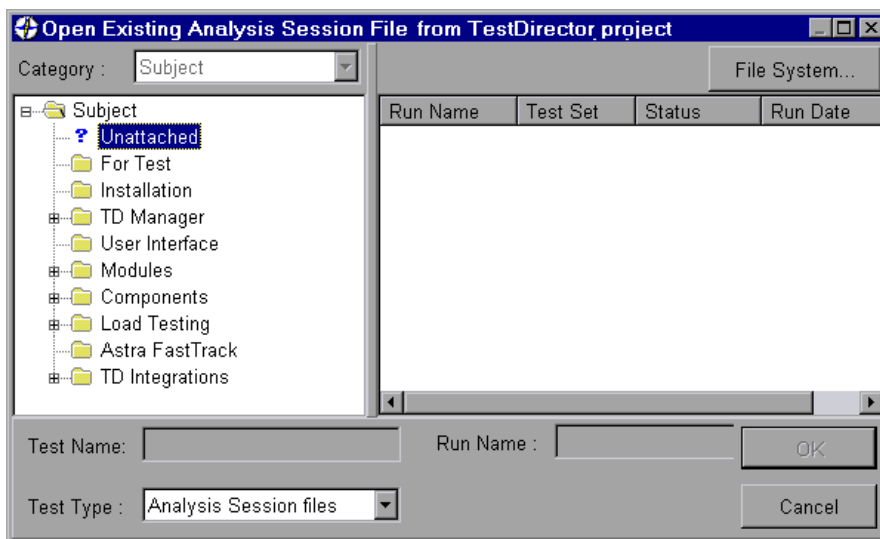 Open Existing Analysis Session File from TestDirector project
Category : Subject
File System...
Subject
Unattached
For Test
Installation
TD Manager
User Interface
Modules
Components
Load Testing
Astra FastTrack
TD Integrations
Run Name Test Set Status Run Date
Test Name:
Run Name :
OK
Test Type : Analysis Session files
Cancel